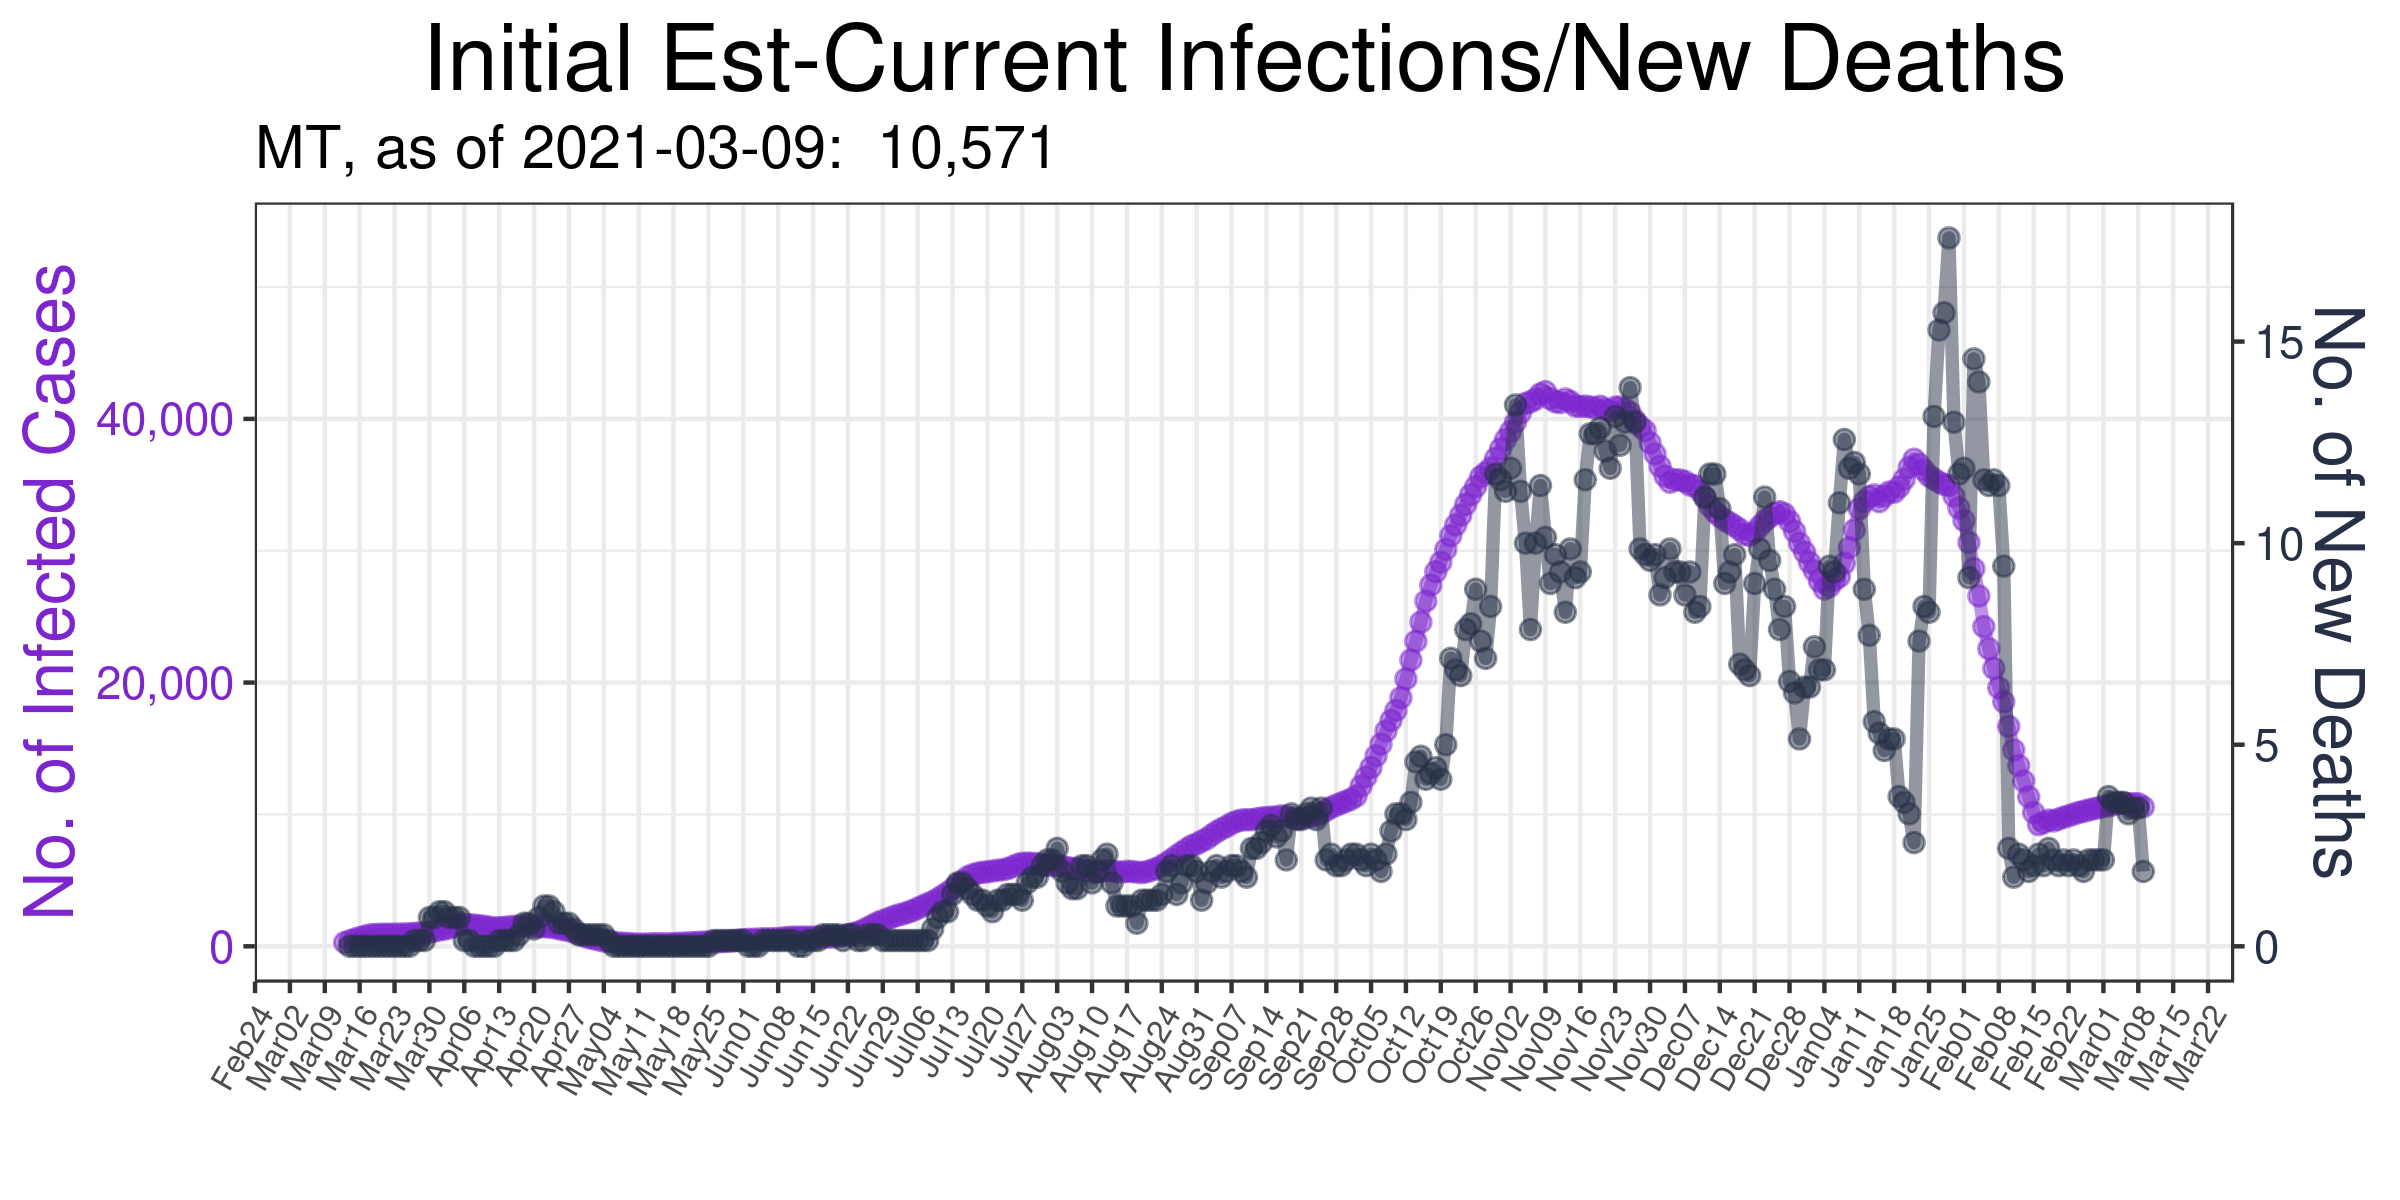 Initial Est-Current Infections/New Deaths
MT, as of 2021-03-09:  10,571
No. of Infected Cases
40,000
20,000
0
15
10
5
0
No. of New Deaths
Feb24
Mar02
Mar09
Mar16
Mar23
Mar30
Apr06
Apr13
Apr20
Apr27
May04
May11
May18
May25
Jun01
Jun08
Jun15
Jun22
Jun29
Jul06
Jul13
Jul20
Jul27
Aug03
Aug10
Aug17
Aug24
Aug31
Sep07
Sep14
Sep21
Sep28
Oct05
Oct12
Oct19
Oct26
Nov02
Nov09
Nov16
Nov23
Nov30
Dec07
Dec14
Dec21
Dec28
Jan04
Jan11
Jan18
Jan25
Feb01
Feb08
Feb15
Feb22
Mar01
Mar08
Mar15
Mar22